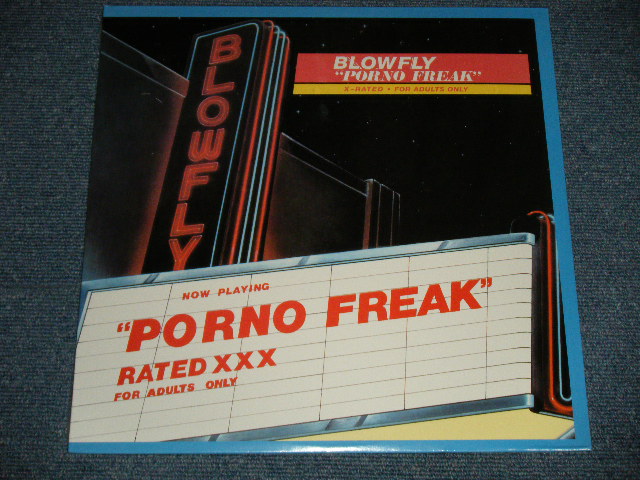 BLOWFLY
BLOWFLY
"PORNO FREAK"
X-RATED • FOR ADULTS ONLY
NOW PLAYING
"PORNO FREAK"
RATED XXX
FOR ADULTS ONLY